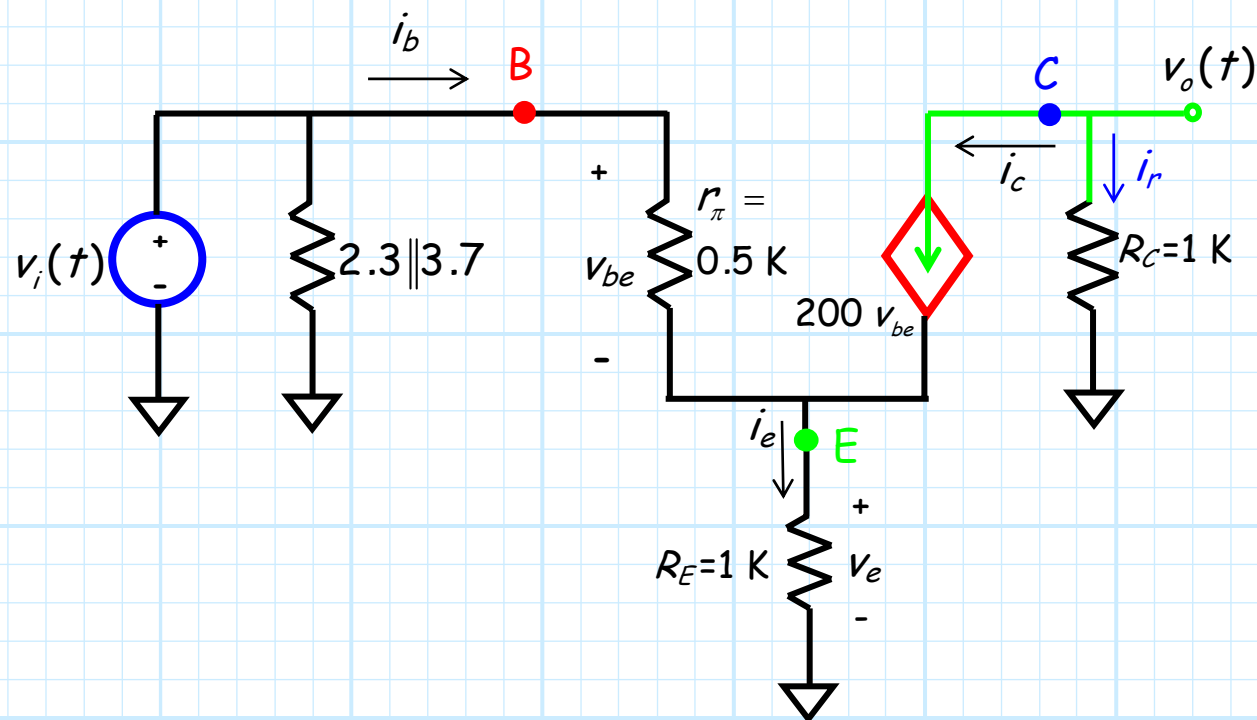 i_b
B
C
v_o(t)
i_c
i_r
+
r_π =
v_i(t)
+
-
2.3||3.7
v_be
0.5 K
R_C=1 K
200 v_be
-
i_e
E
+
R_E=1 K
v_e
-